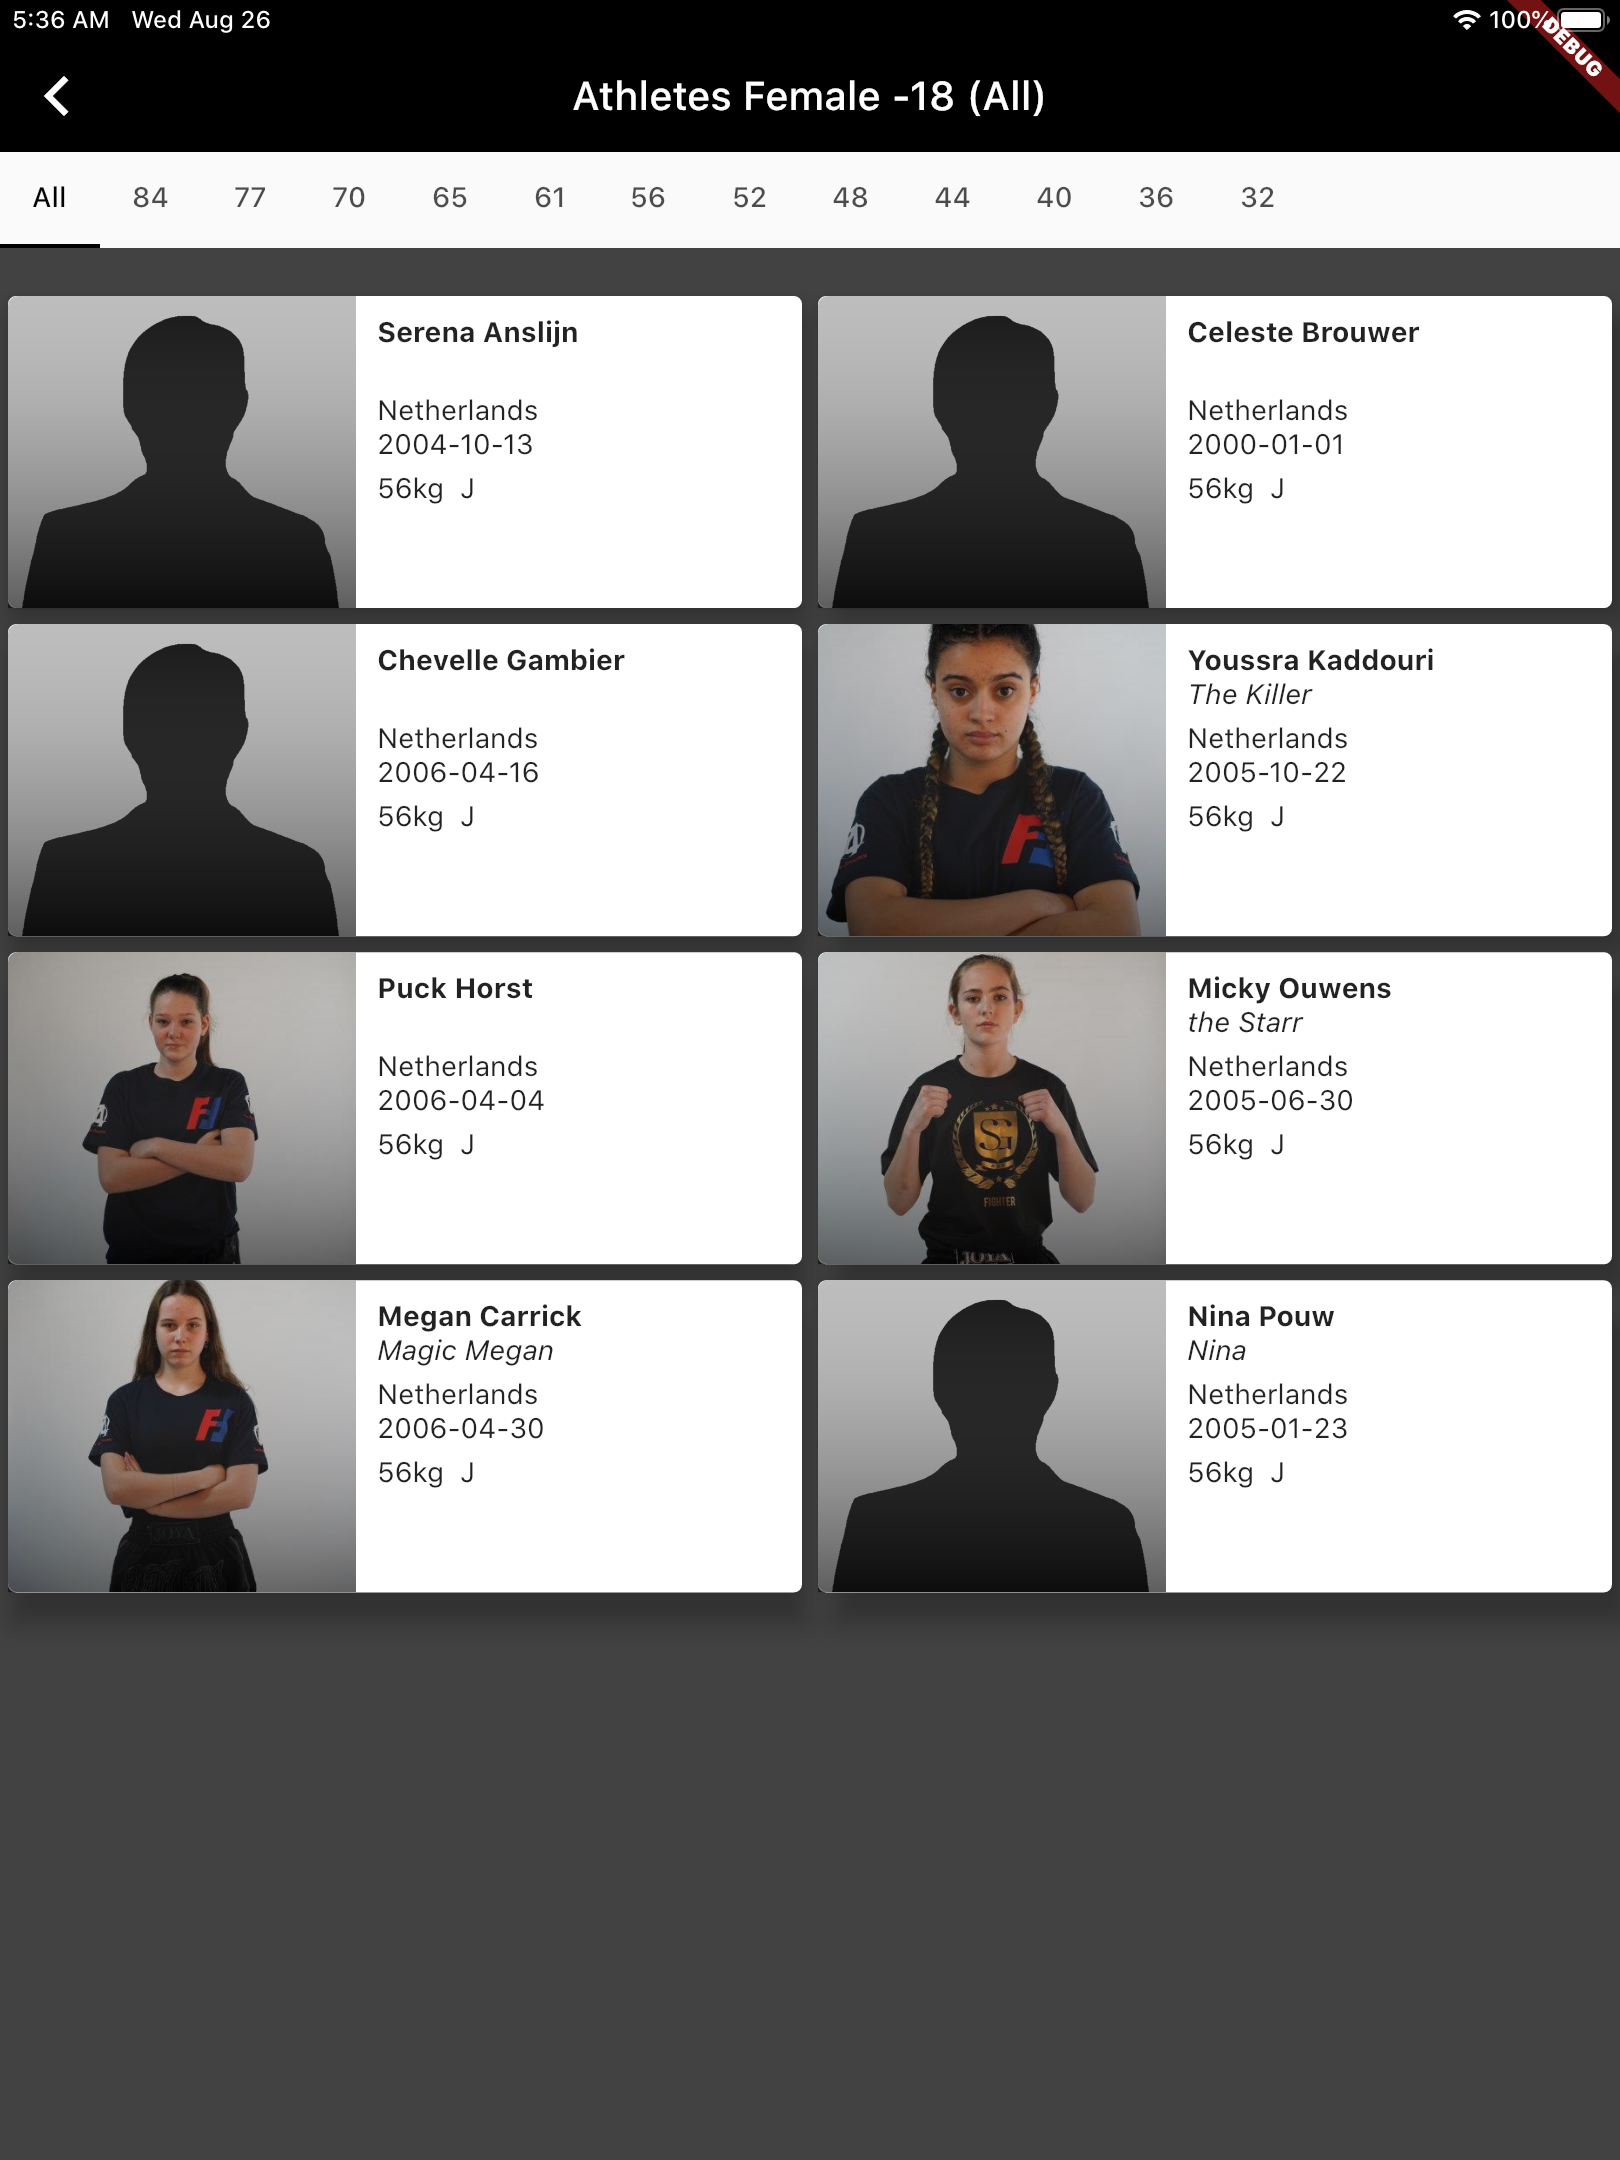 5:36 AM Wed Aug 26
100%
DEBUG
Athletes Female -18 (All)
All 84 77 70 65 61 56 52 48 44 40 36 32
Serena Anslijn
Netherlands
2004-10-13
56kg J
Celeste Brouwer
Netherlands
2000-01-01
56kg J
Chevelle Gambier
Netherlands
2006-04-16
56kg J
Youssra Kaddouri
The Killer
Netherlands
2005-10-22
56kg J
Puck Horst
Netherlands
2006-04-04
56kg J
SG
FIGHTER
JOYA
Micky Ouwens
the Starr
Netherlands
2005-06-30
56kg J
JOYA
Megan Carrick
Magic Megan
Netherlands
2006-04-30
56kg J
Nina Pouw
Nina
Netherlands
2005-01-23
56kg J